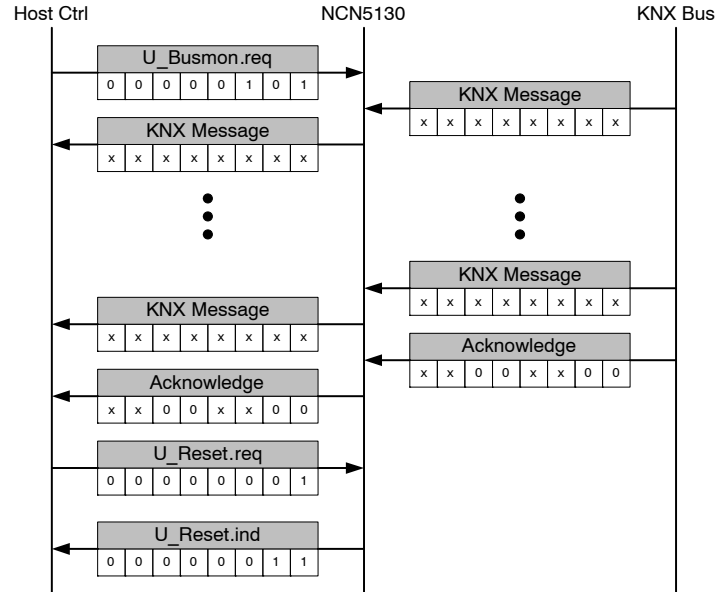 Host Ctrl NCN5130 KNX Bus
U_Busmon.req
0 0 0 0 0 1 0 1
KNX Message
x x x x x x x x
KNX Message
x x x x x x x x
KNX Message
x x x x x x x x
KNX Message
x x x x x x x x
Acknowledge
x x 0 0 x x 0 0
Acknowledge
x x 0 0 x x 0 0
U_Reset.req
0 0 0 0 0 0 0 1
U_Reset.ind
0 0 0 0 0 0 1 1